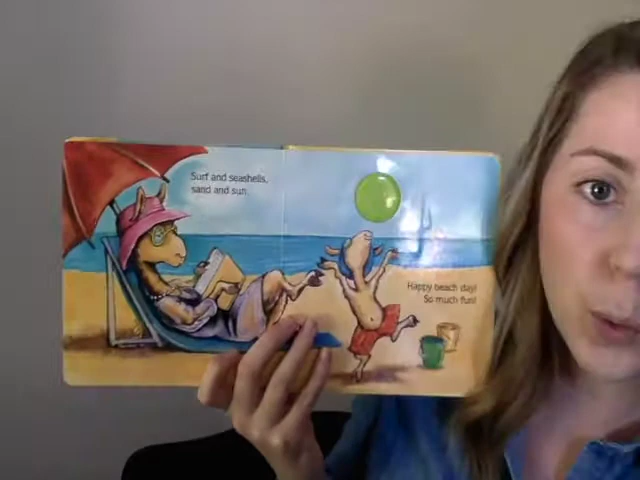 Surf and seashells,
sand and sun.
Happy beach day!
So much fun!